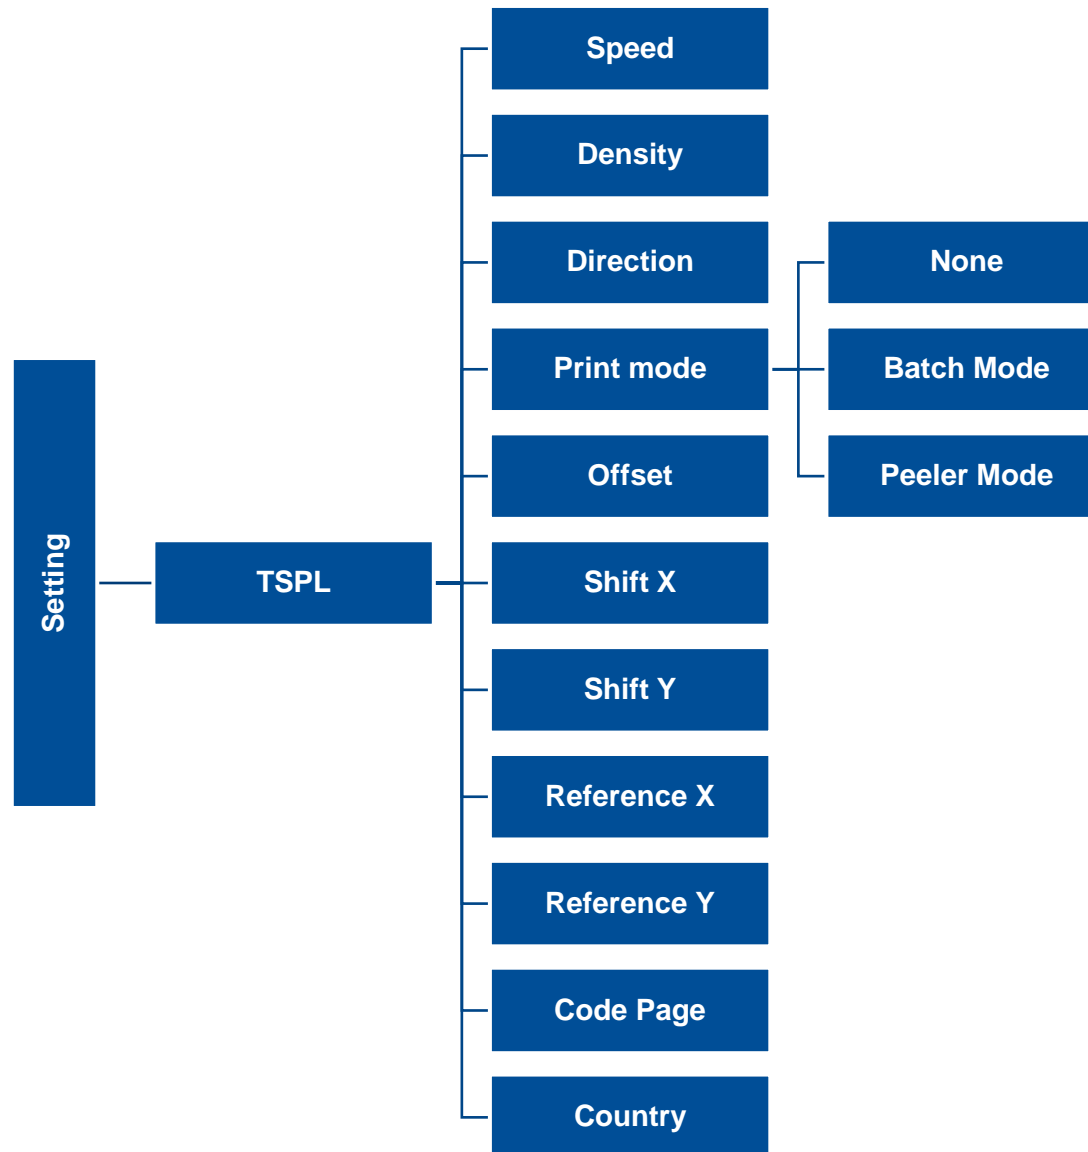 Setting
TSPL
Speed
Density
Direction
Print mode
None
Batch Mode
Peeler Mode
Offset
Shift X
Shift Y
Reference X
Reference Y
Code Page
Country